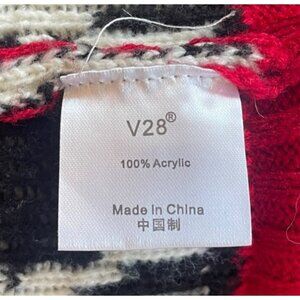 V28®
100% Acrylic
Made In China
中国制